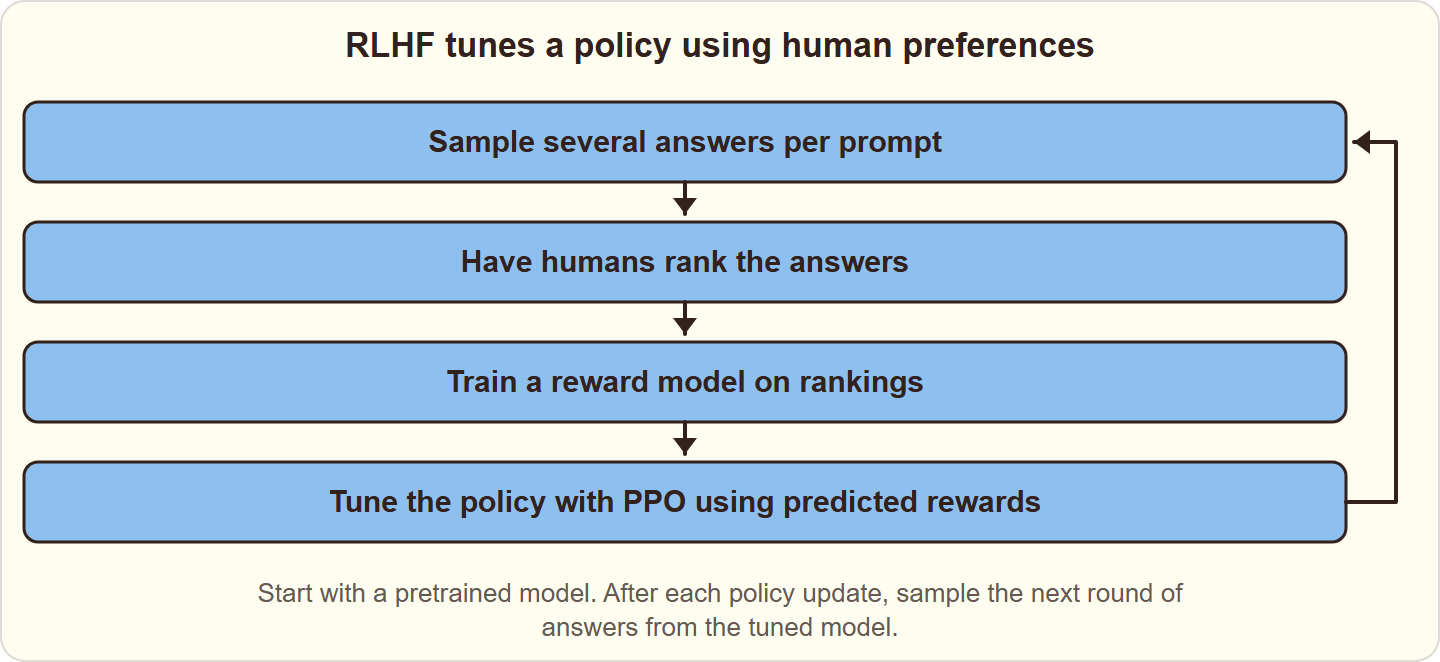 RLHF tunes a policy using human preferences
Sample several answers per prompt
Have humans rank the answers
Train a reward model on rankings
Tune the policy with PPO using predicted rewards
Start with a pretrained model. After each policy update, sample the next round of
answers from the tuned model.